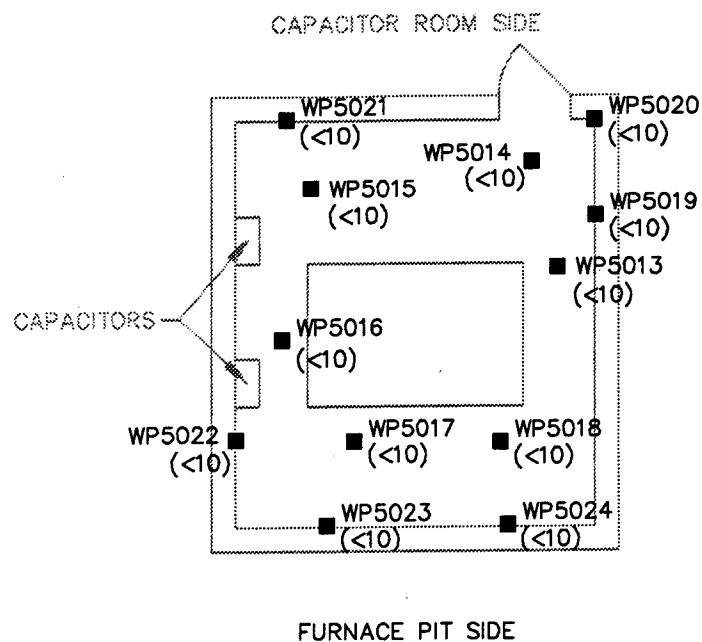 CAPACITOR ROOM SIDE
WP5021
(<10)
WP5020
(<10)
WP5014
(<10)
WP5015
(<10)
WP5019
(<10)
WP5013
(<10)
CAPACITORS
WP5016
(<10)
WP5022
(<10)
WP5017
(<10)
WP5018
(<10)
WP5023
(<10)
WP5024
(<10)
FURNACE PIT SIDE